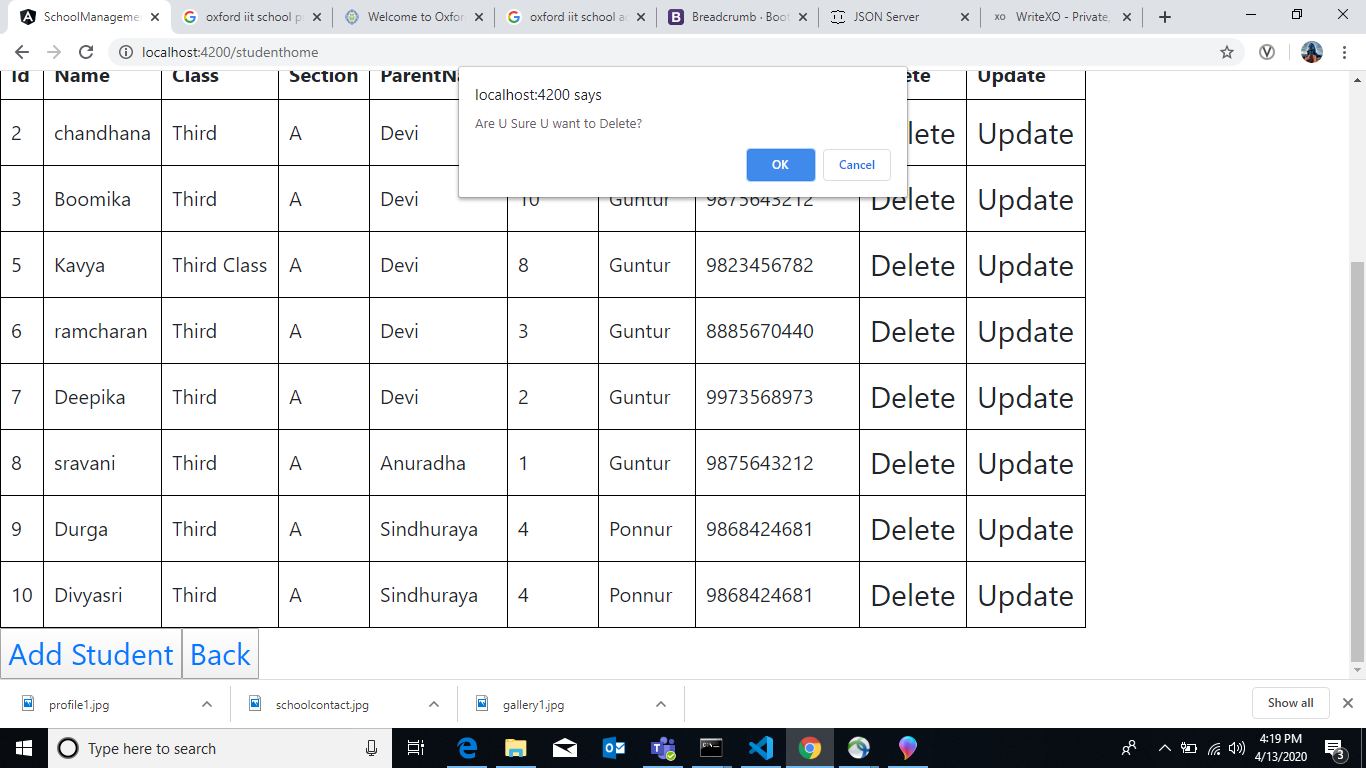 SchoolManageme
oxford iit school p
Welcome to Oxfor
oxford iit school a
Breadcrumb · Boot
JSON Server
XO WriteXO - Private,
localhost:4200/studenthome
Id Name Class Section ParentNa ete Update
localhost:4200 says
Are U Sure U want to Delete?
OK Cancel
2 chandhana Third A Devi Delete Update
3 Boomika Third A Devi 10 Guntur 9875643212 Delete Update
5 Kavya Third Class A Devi 8 Guntur 9823456782 Delete Update
6 ramcharan Third A Devi 3 Guntur 8885670440 Delete Update
7 Deepika Third A Devi 2 Guntur 9973568973 Delete Update
8 sravani Third A Anuradha 1 Guntur 9875643212 Delete Update
9 Durga Third A Sindhuraya 4 Ponnur 9868424681 Delete Update
10 Divyasri Third A Sindhuraya 4 Ponnur 9868424681 Delete Update
Add Student Back
profile1.jpg schoolcontact.jpg gallery1.jpg Show all
Type here to search
4:19 PM
4/13/2020
3